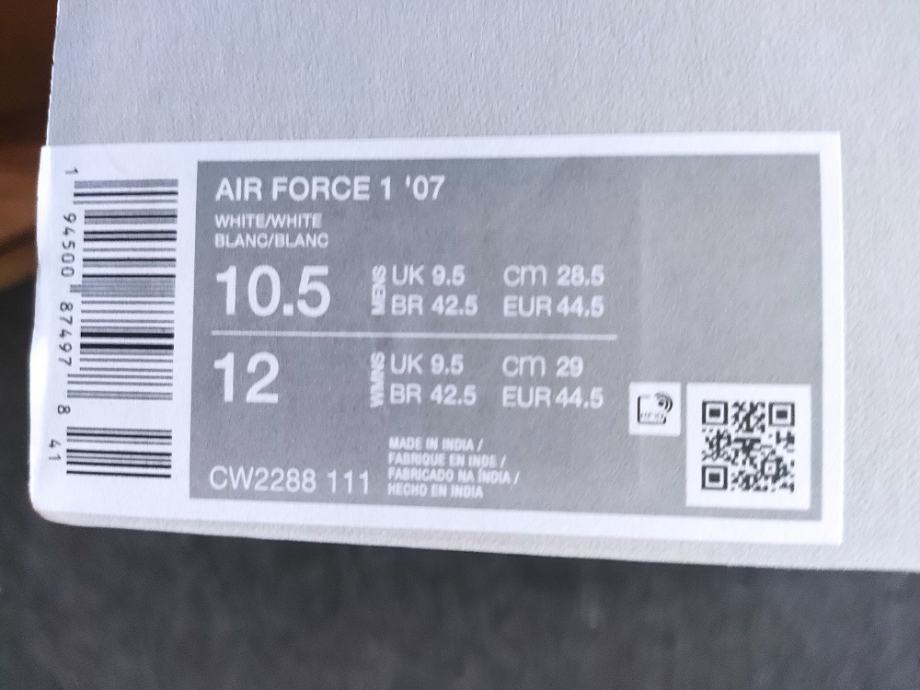 AIR FORCE 1 '07
WHITE/WHITE
BLANC/BLANC
10.5 MENS UK 9.5 cm 28.5
BR 42.5 EUR 44.5
12 WMNS UK 9.5 cm 29
BR 42.5 EUR 44.5
MADE IN INDIA /
FABRIQUE EN INDE /
FABRICADO NA ÍNDIA /
HECHO EN INDIA
CW2288 111
1 94500 87497 8 41